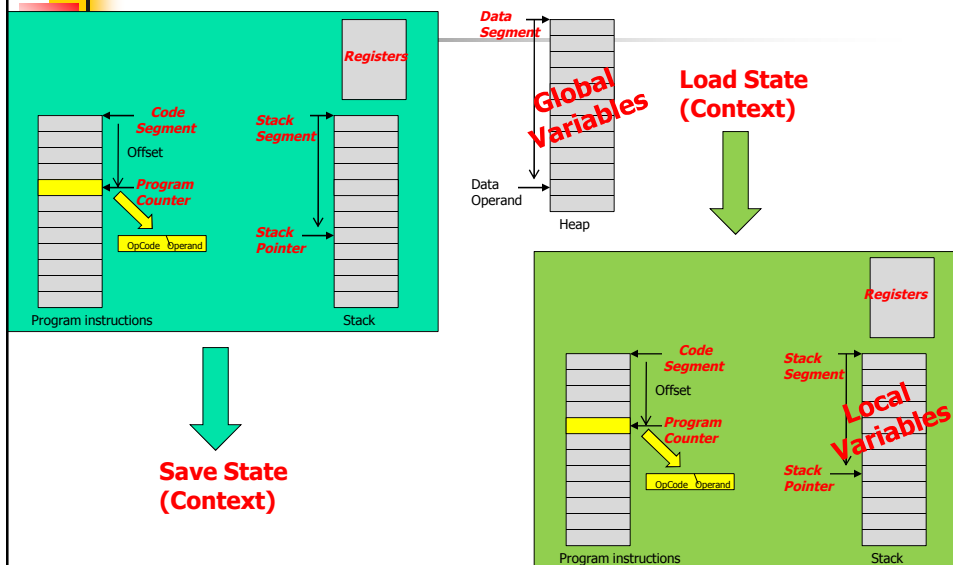 Registers
Code
Segment
Offset
Program
Counter
OpCode Operand
Program instructions
Stack
Segment
Stack
Pointer
Stack
Data
Segment
Global
Variables
Data
Operand
Heap
Load State
(Context)
Save State
(Context)
Registers
Code
Segment
Offset
Program
Counter
OpCode Operand
Program instructions
Stack
Segment
Local
Variables
Stack
Pointer
Stack